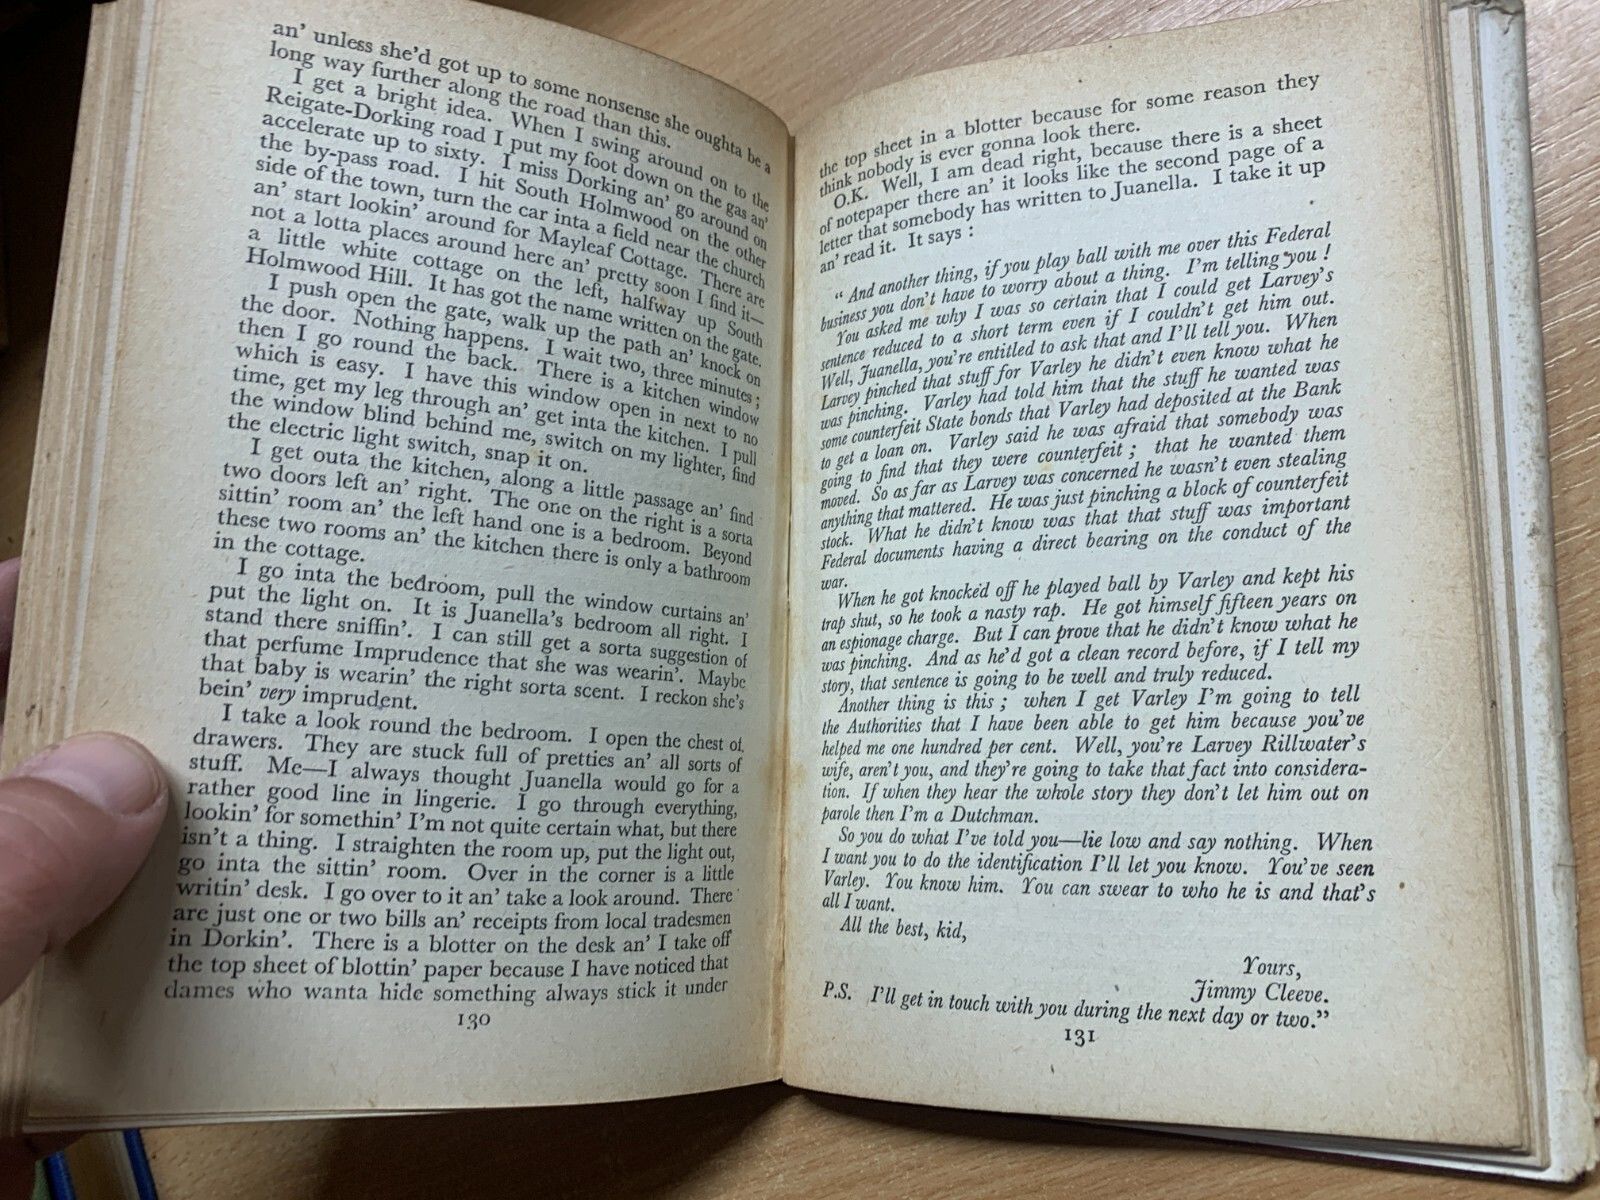 an' unless she'd got up to some nonsense she oughta be a
long way further along the road than this.
I get a bright idea. When I swing around on to the
Reigate-Dorking road I put my foot down on the gas an'
accelerate up to sixty. I miss Dorking an' go around on
the by-pass road. I hit South Holmwood on the other
side of the town, turn the car inta a field near the church
an' start lookin' around for Mayleaf Cottage. There are
not a lotta places around here an' pretty soon I find it—
a little white cottage on the left, halfway up South
Holmwood Hill. It has got the name written on the gate.
I push open the gate, walk up the path an' knock on
the door. Nothing happens. I wait two, three minutes;
then I go round the back. There is a kitchen window
which is easy. I have this window open in next to no
time, get my leg through an' get inta the kitchen. I pull
the window blind behind me, switch on my lighter, find
the electric light switch, snap it on.
I get outa the kitchen, along a little passage an' find
two doors left an' right. The one on the right is a sorta
sittin' room an' the left hand one is a bedroom. Beyond
these two rooms an' the kitchen there is only a bathroom
in the cottage.
I go inta the bedroom, pull the window curtains an'
put the light on. It is Juanella's bedroom all right. I
stand there sniffin'. I can still get a sorta suggestion of
that perfume Imprudence that she was wearin'. Maybe
that baby is wearin' the right sorta scent. I reckon she's
bein' very imprudent.
I take a look round the bedroom. I open the chest of
drawers. They are stuck full of pretties an' all sorts of
stuff. Me—I always thought Juanella would go for a
rather good line in lingerie. I go through everything,
lookin' for somethin' I'm not quite certain what, but there
isn't a thing. I straighten the room up, put the light out,
go inta the sittin' room. Over in the corner is a little
writin' desk. I go over to it an' take a look around. There
are just one or two bills an' receipts from local tradesmen
in Dorkin'. There is a blotter on the desk an' I take off
the top sheet of blottin' paper because I have noticed that
dames who wanta hide something always stick it under
130
the top sheet in a blotter because for some reason they
think nobody is ever gonna look there.
O.K. Well, I am dead right, because there is a sheet
of notepaper there an' it looks like the second page of a
letter that somebody has written to Juanella. I take it up
an' read it. It says :
“ And another thing, if you play ball with me over this Federal
business you don't have to worry about a thing. I'm telling you !
You asked me why I was so certain that I could get Larvey's
sentence reduced to a short term even if I couldn't get him out.
Well, Juanella, you're entitled to ask that and I'll tell you. When
Larvey pinched that stuff for Varley he didn't even know what he
was pinching. Varley had told him that the stuff he wanted was
some counterfeit State bonds that Varley had deposited at the Bank
to get a loan on. Varley said he was afraid that somebody was
going to find that they were counterfeit ; that he wanted them
moved. So as far as Larvey was concerned he wasn't even stealing
anything that mattered. He was just pinching a block of counterfeit
stock. What he didn't know was that that stuff was important
Federal documents having a direct bearing on the conduct of the
war.
When he got knocked off he played ball by Varley and kept his
trap shut, so he took a nasty rap. He got himself fifteen years on
an espionage charge. But I can prove that he didn't know what he
was pinching. And as he'd got a clean record before, if I tell my
story, that sentence is going to be well and truly reduced.
Another thing is this ; when I get Varley I'm going to tell
the Authorities that I have been able to get him because you've
helped me one hundred per cent. Well, you're Larvey Rillwater's
wife, aren't you, and they're going to take that fact into considera-
tion. If when they hear the whole story they don't let him out on
parole then I'm a Dutchman.
So you do what I've told you—lie low and say nothing. When
I want you to do the identification I'll let you know. You've seen
Varley. You know him. You can swear to who he is and that's
all I want.
All the best, kid,
Yours,
Jimmy Cleeve.
P.S. I'll get in touch with you during the next day or two.”
131